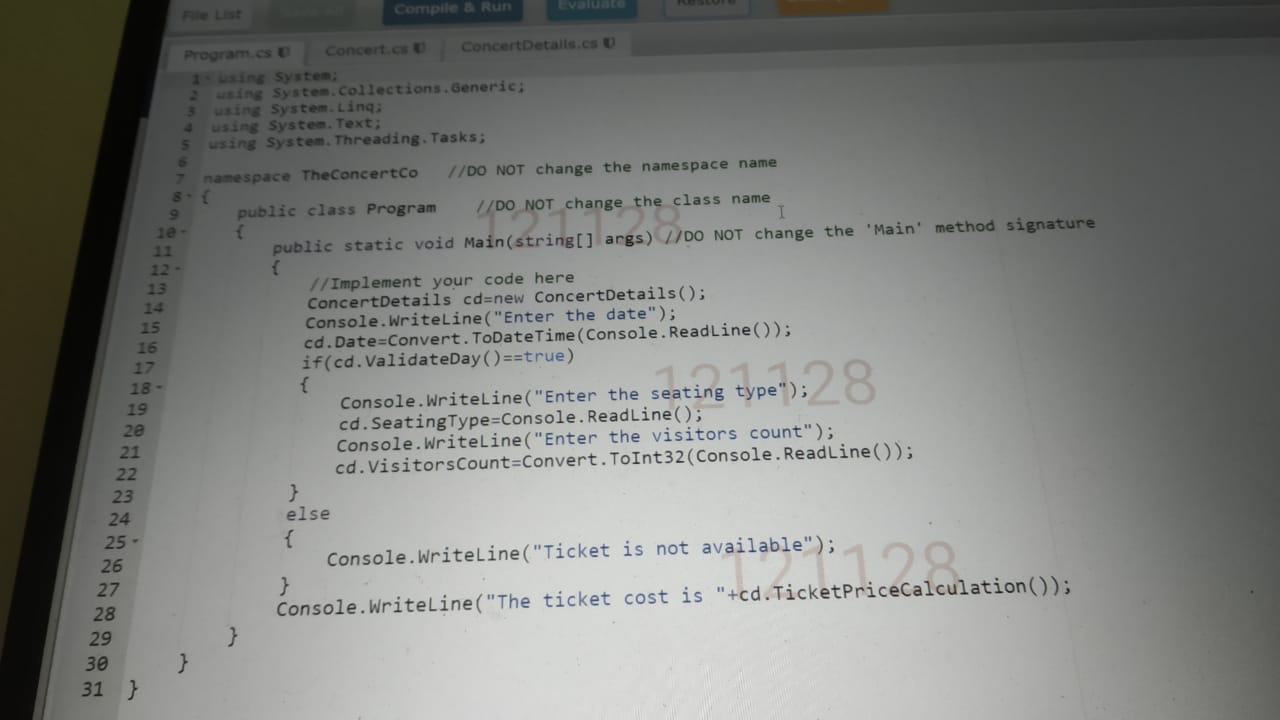 File List
Compile & Run
Evaluate
Restore
Program.cs
Concert.cs
ConcertDetails.cs
1 using System;
2 using System.Collections.Generic;
3 using System.Linq;
4 using System.Text;
5 using System.Threading.Tasks;
6
7 namespace TheConcertCo //DO NOT change the namespace name
8 {
9 public class Program //DO NOT change the class name
10 {
11 public static void Main(string[] args) //DO NOT change the 'Main' method signature
12 {
13 //Implement your code here
14 ConcertDetails cd=new ConcertDetails();
15 Console.WriteLine("Enter the date");
16 cd.Date=Convert.ToDateTime(Console.ReadLine());
17 if(cd.ValidateDay()==true)
18 {
19 Console.WriteLine("Enter the seating type");
20 cd.SeatingType=Console.ReadLine();
21 Console.WriteLine("Enter the visitors count");
22 cd.VisitorsCount=Convert.ToInt32(Console.ReadLine());
23 }
24 else
25 {
26 Console.WriteLine("Ticket is not available");
27 }
28 Console.WriteLine("The ticket cost is "+cd.TicketPriceCalculation());
29 }
30 }
31 }
121128
121128
121128